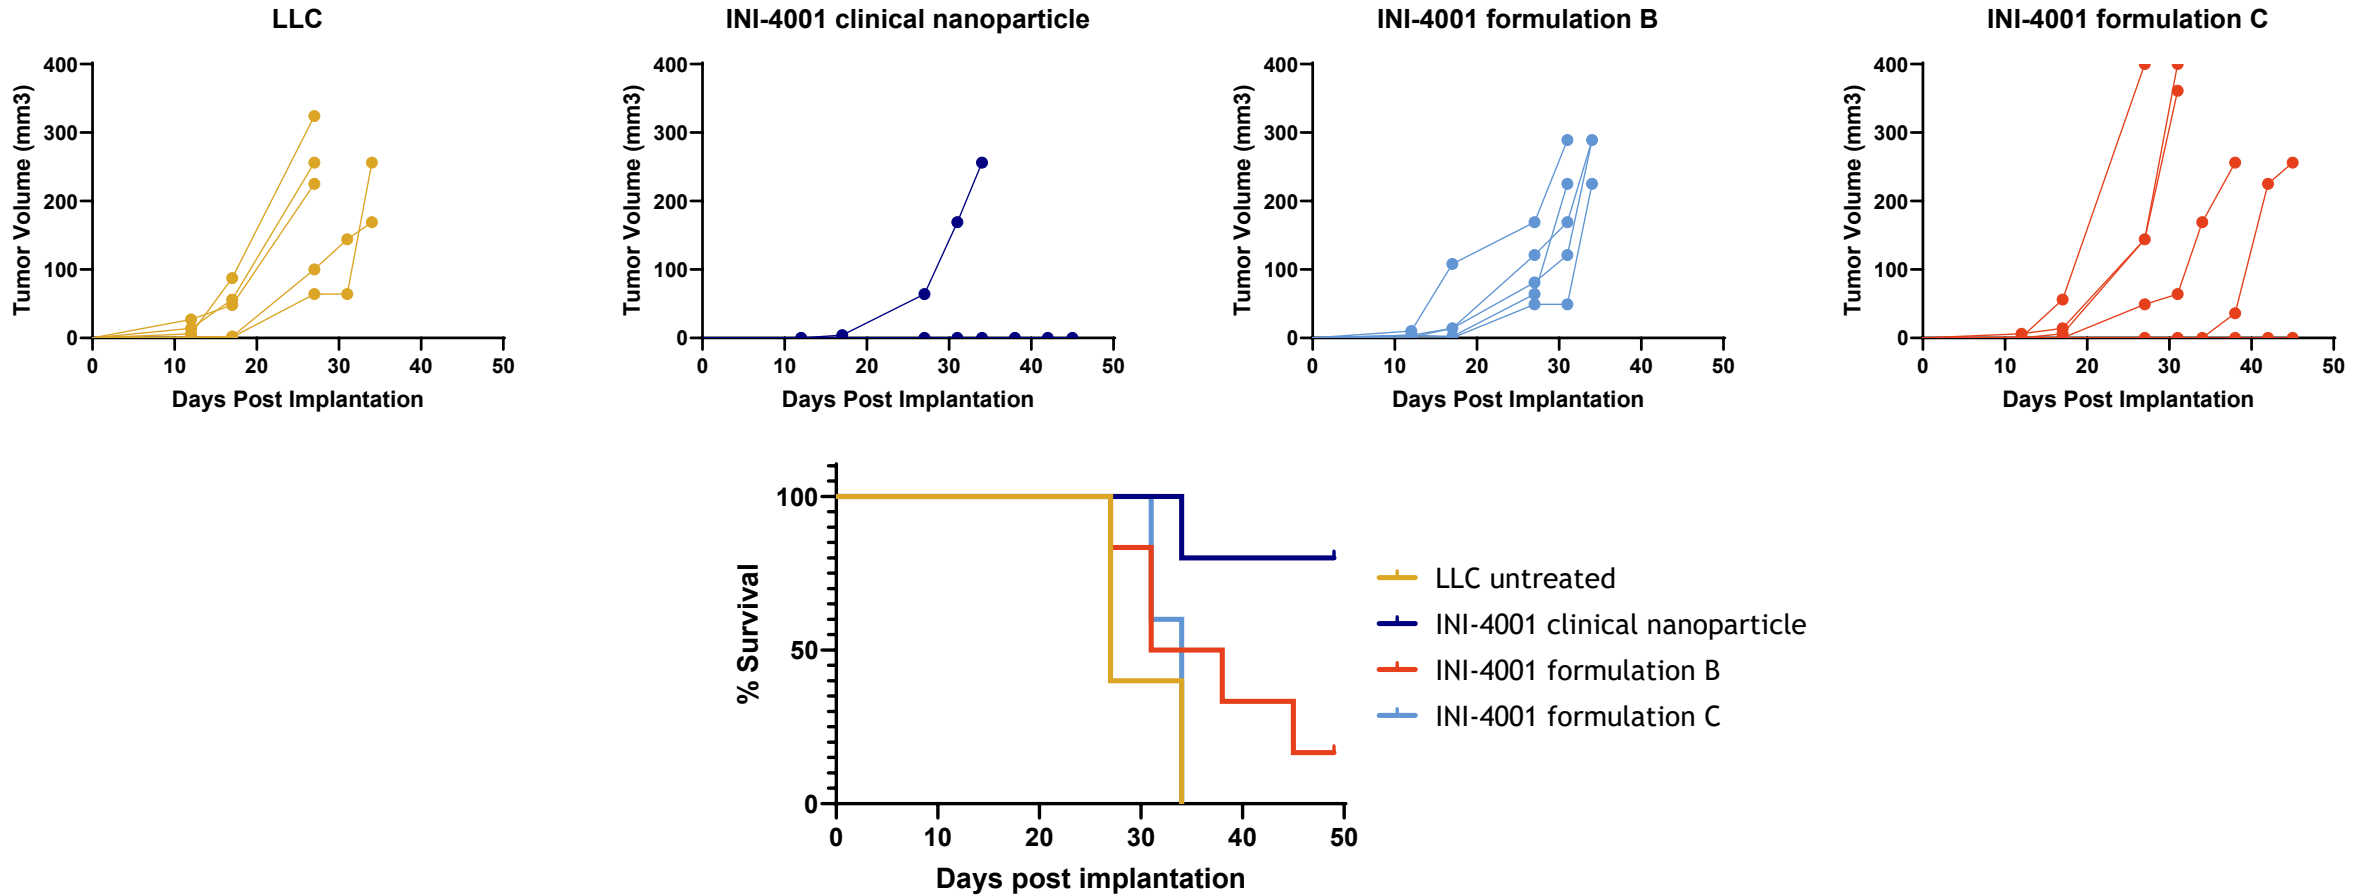 LLC
INI-4001 clinical nanoparticle
INI-4001 formulation B
INI-4001 formulation C
Tumor Volume (mm3)
400
300
200
100
0
0 10 20 30 40 50
Days Post Implantation
Tumor Volume (mm3)
400
300
200
100
0
0 10 20 30 40 50
Days Post Implantation
Tumor Volume (mm3)
400
300
200
100
0
0 10 20 30 40 50
Days Post Implantation
Tumor Volume (mm3)
400
300
200
100
0
0 10 20 30 40 50
Days Post Implantation
% Survival
100
50
0
0 10 20 30 40 50
Days post implantation
LLC untreated
INI-4001 clinical nanoparticle
INI-4001 formulation B
INI-4001 formulation C